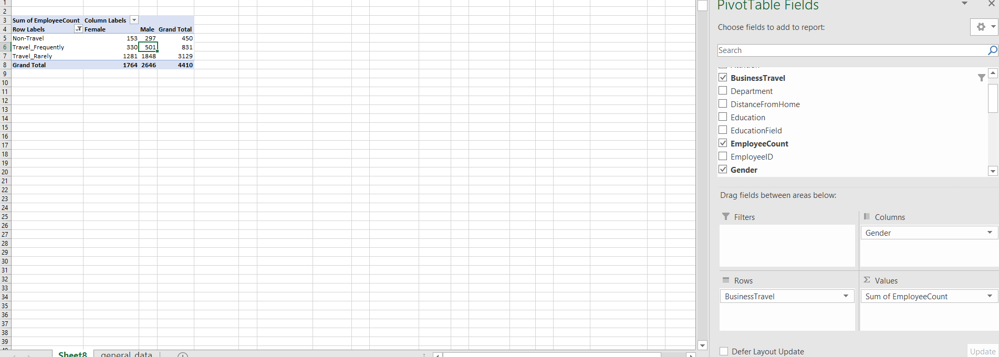 1
2
3 Sum of EmployeeCount Column Labels
4 Row Labels Female Male Grand Total
5 Non-Travel 153 297 450
6 Travel_Frequently 330 501 831
7 Travel_Rarely 1281 1848 3129
8 Grand Total 1764 2646 4410
9
10
11
12
13
14
15
16
17
18
19
20
21
22
23
24
25
26
27
28
29
30
31
32
33
34
35
36
37
38
39
Sheet8 general_data
PivotTable Fields
Choose fields to add to report:
Search
BusinessTravel
Department
DistanceFromHome
Education
EducationField
EmployeeCount
EmployeeID
Gender
Drag fields between areas below:
Filters
Columns
Gender
Rows
Σ Values
BusinessTravel
Sum of EmployeeCount
Defer Layout Update
Update